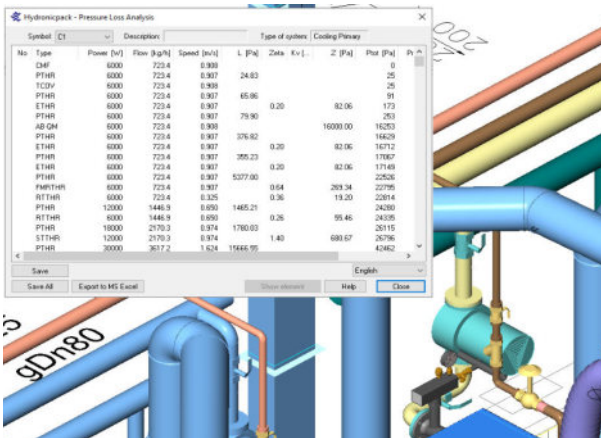 Hydronicpack - Pressure Loss Analysis
Symbol: C1 Description: Type of system: Cooling Primary
No Type Power [W] Flow [kg/h] Speed [m/s] L [Pa] Zeta Kv [... Z [Pa] Ptot [Pa]
CMF 6000 723.4 0.908 0
PTHR 6000 723.4 0.907 24.83 25
TCOV 6000 723.4 0.908 25
PTHR 6000 723.4 0.907 65.86 91
ETHR 6000 723.4 0.907 0.20 82.06 173
PTHR 6000 723.4 0.907 79.90 253
AB-QM 6000 723.4 0.908 16000.00 16253
PTHR 6000 723.4 0.907 376.82 16629
ETHR 6000 723.4 0.907 0.20 82.06 16712
PTHR 6000 723.4 0.907 355.23 17067
ETHR 6000 723.4 0.907 0.20 82.06 17149
PTHR 6000 723.4 0.907 5377.00 22526
FMRTHR 6000 723.4 0.907 0.64 269.34 22795
RTTHR 6000 723.4 0.325 0.36 19.20 22814
PTHR 12000 1446.9 0.650 1465.21 24280
RTTHR 6000 1446.9 0.650 0.26 55.46 24335
PTHR 18000 2170.3 0.974 1780.03 26115
STTHR 12000 2170.3 0.974 1.40 680.67 26796
PTHR 30000 3617.2 1.624 15666.55 42462
Save English
Save All Export to MS Excel Show element Help Close
200
gDn80